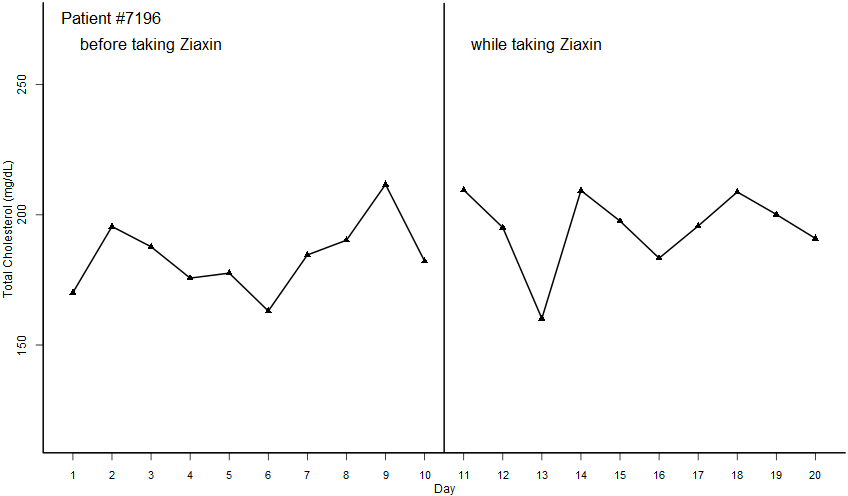 Patient #7196
before taking Ziaxin
while taking Ziaxin
Total Cholesterol (mg/dL)
250
200
150
1 2 3 4 5 6 7 8 9 10 11 12 13 14 15 16 17 18 19 20
Day